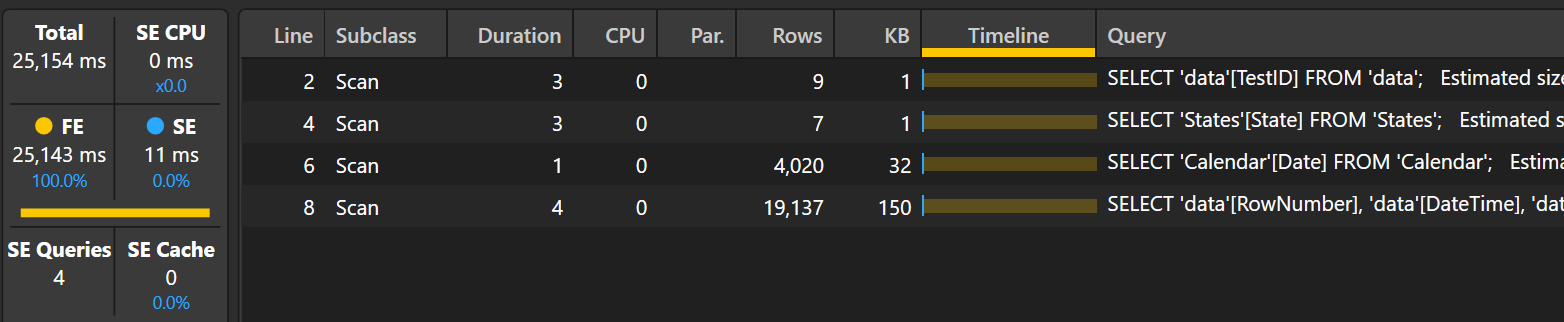 Total SE CPU
25,154 ms 0 ms
x0.0
FE SE
25,143 ms 11 ms
100.0% 0.0%
SE Queries SE Cache
4 0
0.0%
Line Subclass Duration CPU Par. Rows KB Timeline Query
2 Scan 3 0 9 1 SELECT 'data'[TestID] FROM 'data'; Estimated size
4 Scan 3 0 7 1 SELECT 'States'[State] FROM 'States'; Estimated s
6 Scan 1 0 4,020 32 SELECT 'Calendar'[Date] FROM 'Calendar'; Estima
8 Scan 4 0 19,137 150 SELECT 'data'[RowNumber], 'data'[DateTime], 'dat